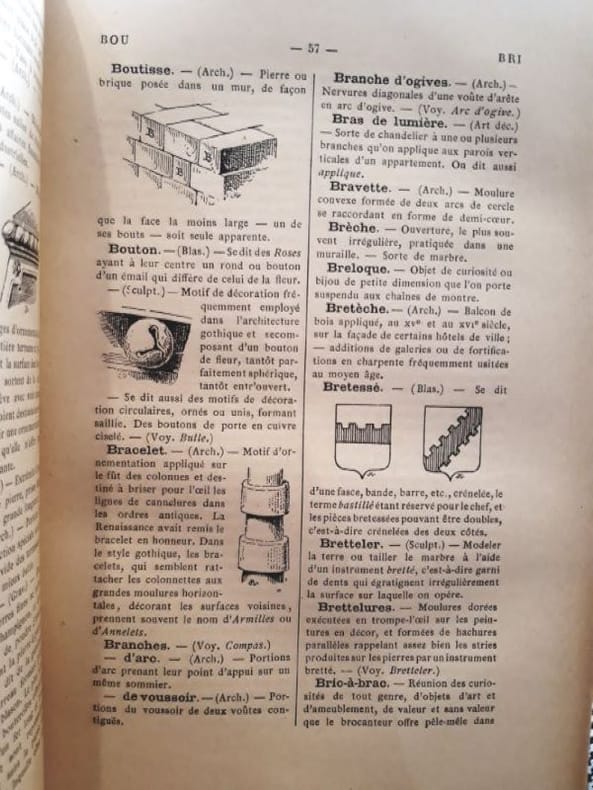 BOU
— 57 —
BRI
Boutisse. — (Arch.) — Pierre ou
brique posée dans un mur, de façon
B
B
B
que la face la moins large — un de
ses bouts — soit seule apparente.
Bouton. — (Blas.) — Se dit des Roses
ayant à leur centre un rond ou bouton
d'un émail qui diffère de celui de la fleur.
— (Sculpt.) — Motif de décoration fré-
quemment employé
dans l'architecture
gothique et secom-
posant d'un bouton
de fleur, tantôt par-
faitement sphérique,
tantôt entr'ouvert.
— Se dit aussi des motifs de décora-
tion circulaires, ornés ou unis, formant
saillie. Des boutons de porte en cuivre
ciselé. — (Voy. Bulle.)
Bracelet. — (Arch.) — Motif d'or-
nementation appliqué sur
le fût des colonnes et des-
tiné à briser pour l'œil les
lignes de cannelures dans
les ordres antiques. La
Renaissance avait remis le
bracelet en honneur. Dans
le style gothique, les bra-
celets, qui semblent rat-
tacher les colonnettes aux
grandes moulures horizon-
tales, décorant les surfaces voisines,
prennent souvent le nom d'Armilles ou
d'Annelets.
Branches. — (Voy. Compas.)
— d'arc. — (Arch.) — Portions
d'arc prenant leur point d'appui sur un
même sommier.
— de voussoir. — (Arch.) — Por-
tions du voussoir de deux voûtes con-
tiguës.
Branche d'ogives. — (Arch.) —
Nervures diagonales d'une voûte d'arête
en arc d'ogive. — (Voy. Arc d'ogive.)
Bras de lumière. — (Art déc.)
— Sorte de chandelier à une ou plusieurs
branches qu'on applique aux parois ver-
ticales d'un appartement. On dit aussi
applique.
Bravette. — (Arch.) — Moulure
convexe formée de deux arcs de cercle
se raccordant en forme de demi-cœur.
Brèche. — Ouverture, le plus sou-
vent irrégulière, pratiquée dans une
muraille. — Sorte de marbre.
Breloque. — Objet de curiosité ou
bijou de petite dimension que l'on porte
suspendu aux chaînes de montre.
Bretèche. — (Arch.) — Balcon de
bois appliqué, au XVe et au XVIe siècle,
sur la façade de certains hôtels de ville ;
— additions de galeries ou de fortifica-
tions en charpente fréquemment usitées
au moyen âge.
Bretessé. — (Blas.) — Se dit
d'une fasce, bande, barre, etc., crénelée, le
terme bastillé étant réservé pour le chef, et
les pièces bretessées pouvant être doubles,
c'est-à-dire crénelées des deux côtés.
Bretteler. — (Sculpt.) — Modeler
la terre ou tailler le marbre à l'aide
d'un instrument bretté, c'est-à-dire garni
de dents qui égratignent irrégulièrement
la surface sur laquelle on opère.
Brettelures. — Moulures dorées
exécutées en trompe-l'œil sur les pein-
tures en décor, et formées de hachures
parallèles rappelant assez bien les stries
produites sur les pierres par un instrument
bretté. — (Voy. Bretteler.)
Bric-à-brac. — Réunion des curio-
sités de tout genre, d'objets d'art et
d'ameublement, de valeur et sans valeur
que le brocanteur offre pêle-mêle dans